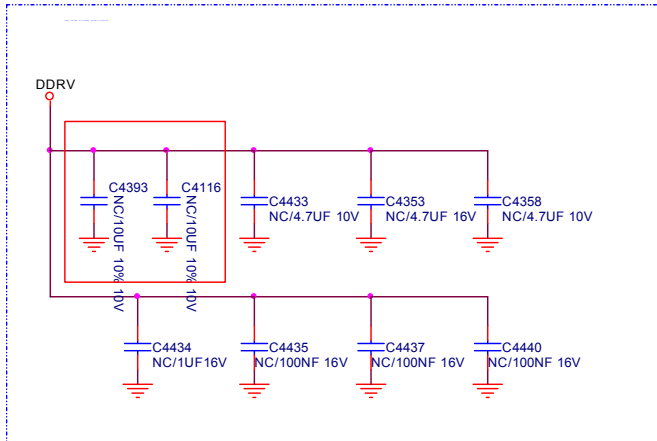 DDRV
C4393
NC/10UF 10% 10V
C4116
NC/10UF 10% 10V
C4433
NC/4.7UF 10V
C4353
NC/4.7UF 16V
C4358
NC/4.7UF 10V
C4434
NC/1UF16V
C4435
NC/100NF 16V
C4437
NC/100NF 16V
C4440
NC/100NF 16V